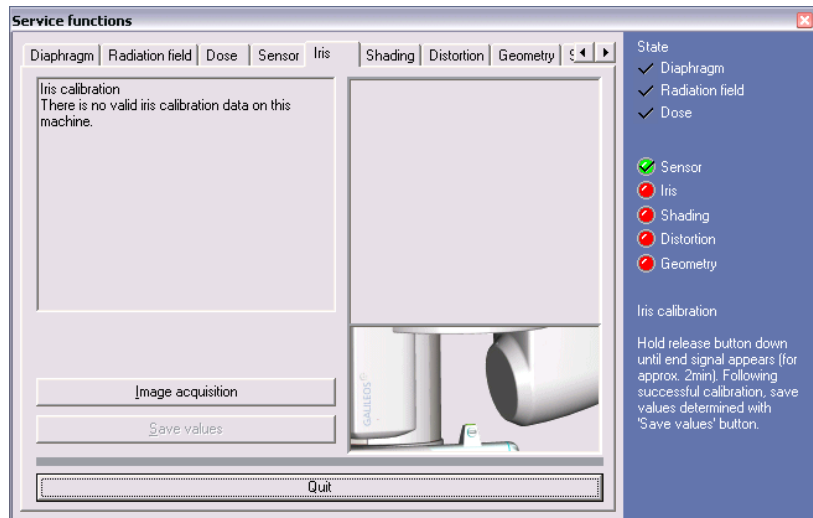 Service functions
Diaphragm
Radiation field
Dose
Sensor
Iris
Shading
Distortion
Geometry
Iris calibration
There is no valid iris calibration data on this
machine.
Image acquisition
Save values
GALILEOS
Quit
State
Diaphragm
Radiation field
Dose
Sensor
Iris
Shading
Distortion
Geometry
Iris calibration
Hold release button down
until end signal appears (for
approx. 2min). Following
successful calibration, save
values determined with
'Save values' button.